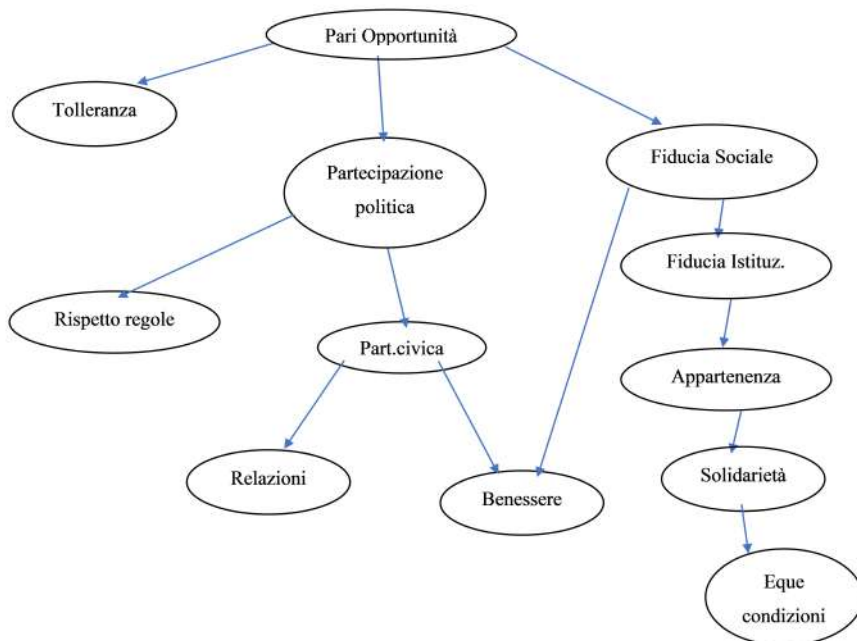 Pari Opportunità
Tolleranza
Partecipazione
politica
Fiducia Sociale
Fiducia Istituz.
Rispetto regole
Part.civica
Appartenenza
Relazioni
Benessere
Solidarietà
Eque
condizioni